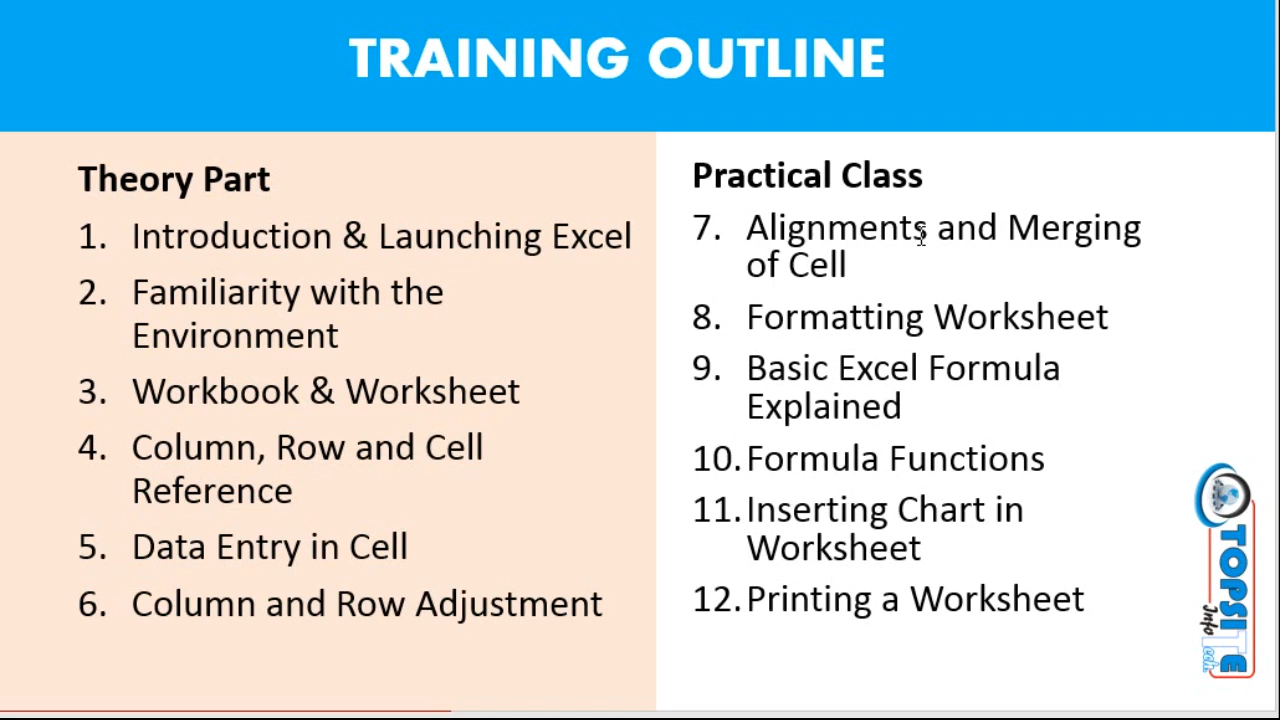 TRAINING OUTLINE
Theory Part
1. Introduction & Launching Excel
2. Familiarity with the
Environment
3. Workbook & Worksheet
4. Column, Row and Cell
Reference
5. Data Entry in Cell
6. Column and Row Adjustment
Practical Class
7. Alignments and Merging
of Cell
8. Formatting Worksheet
9. Basic Excel Formula
Explained
10. Formula Functions
11. Inserting Chart in
Worksheet
12. Printing a Worksheet
TOPSITE
Info Tech